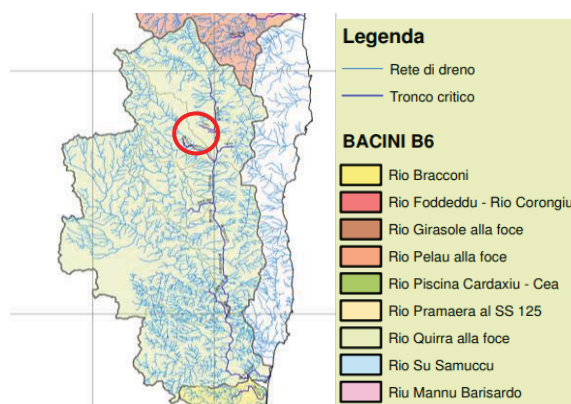 Legenda
Rete di dreno
Tronco critico
BACINI B6
Rio Bracconi
Rio Foddeddu - Rio Corongiu
Rio Girasole alla foce
Rio Pelau alla foce
Rio Piscina Cardaxiu - Cea
Rio Pramaera al SS 125
Rio Quirra alla foce
Rio Su Samuccu
Riu Mannu Barisardo